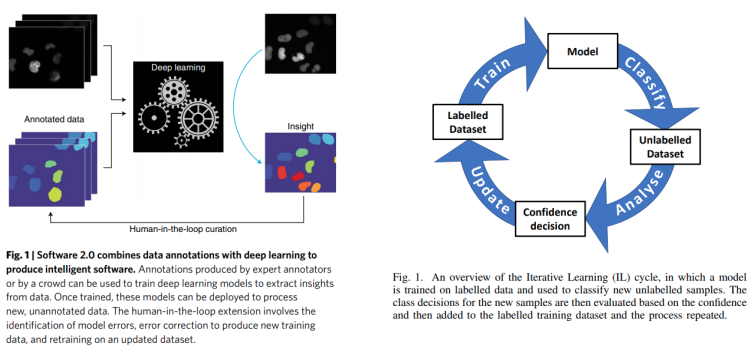 Deep learning
Annotated data
Insight
Human-in-the-loop curation
Fig. 1 | Software 2.0 combines data annotations with deep learning to
produce intelligent software. Annotations produced by expert annotators
or by a crowd can be used to train deep learning models to extract insights
from data. Once trained, these models can be deployed to process
new, unannotated data. The human-in-the-loop extension involves the
identification of model errors, error correction to produce new training
data, and retraining on an updated dataset.
Model
Train
Classify
Labelled
Dataset
Unlabelled
Dataset
Update
Analyse
Confidence
decision
Fig. 1. An overview of the Iterative Learning (IL) cycle, in which a model
is trained on labelled data and used to classify new unlabelled samples. The
class decisions for the new samples are then evaluated based on the confidence
and then added to the labelled training dataset and the process repeated.